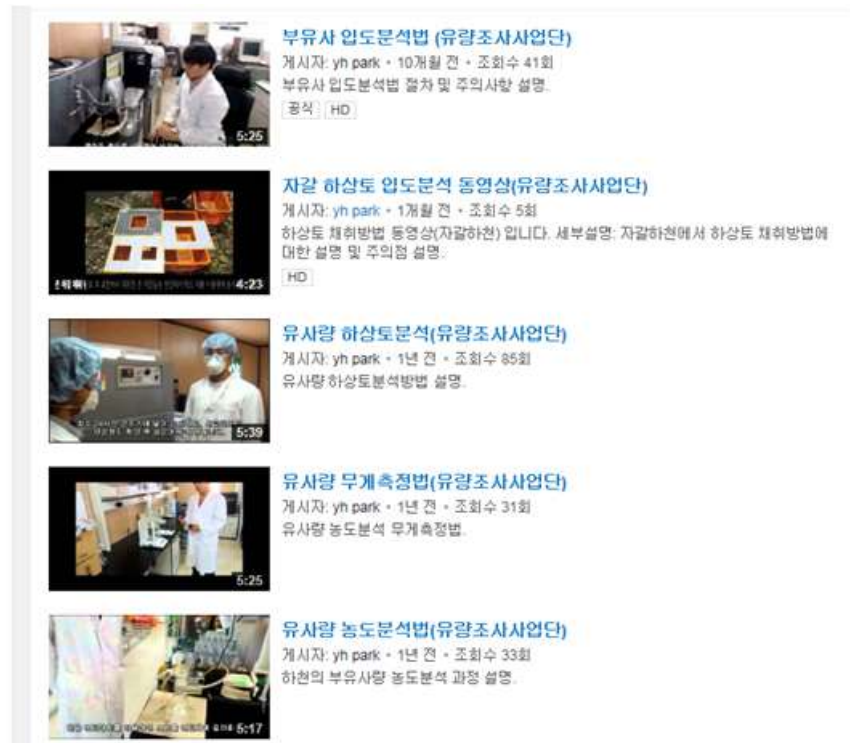 부유사 입도분석법 (유량조사사업단)
게시자: yh park • 10개월 전 • 조회수 41회
부유사 입도분석법 절차 및 주의사항 설명.
공식 HD
5:25
자갈 하상토 입도분석 동영상(유량조사사업단)
게시자: yh park • 1개월 전 • 조회수 5회
하상토 채취방법 동영상(자갈하천) 입니다. 세부설명: 자갈하천에서 하상토 채취방법에
대한 설명 및 주의점 설명.
HD
4:23
유사량 하상토분석(유량조사사업단)
게시자: yh park • 1년 전 • 조회수 85회
유사량 하상토분석방법 설명.
5:39
유사량 무게측정법(유량조사사업단)
게시자: yh park • 1년 전 • 조회수 31회
유사량 농도분석 무게측정법.
5:25
유사량 농도분석법(유량조사사업단)
게시자: yh park • 1년 전 • 조회수 33회
하천의 부유사량 농도분석 과정 설명.
5:17